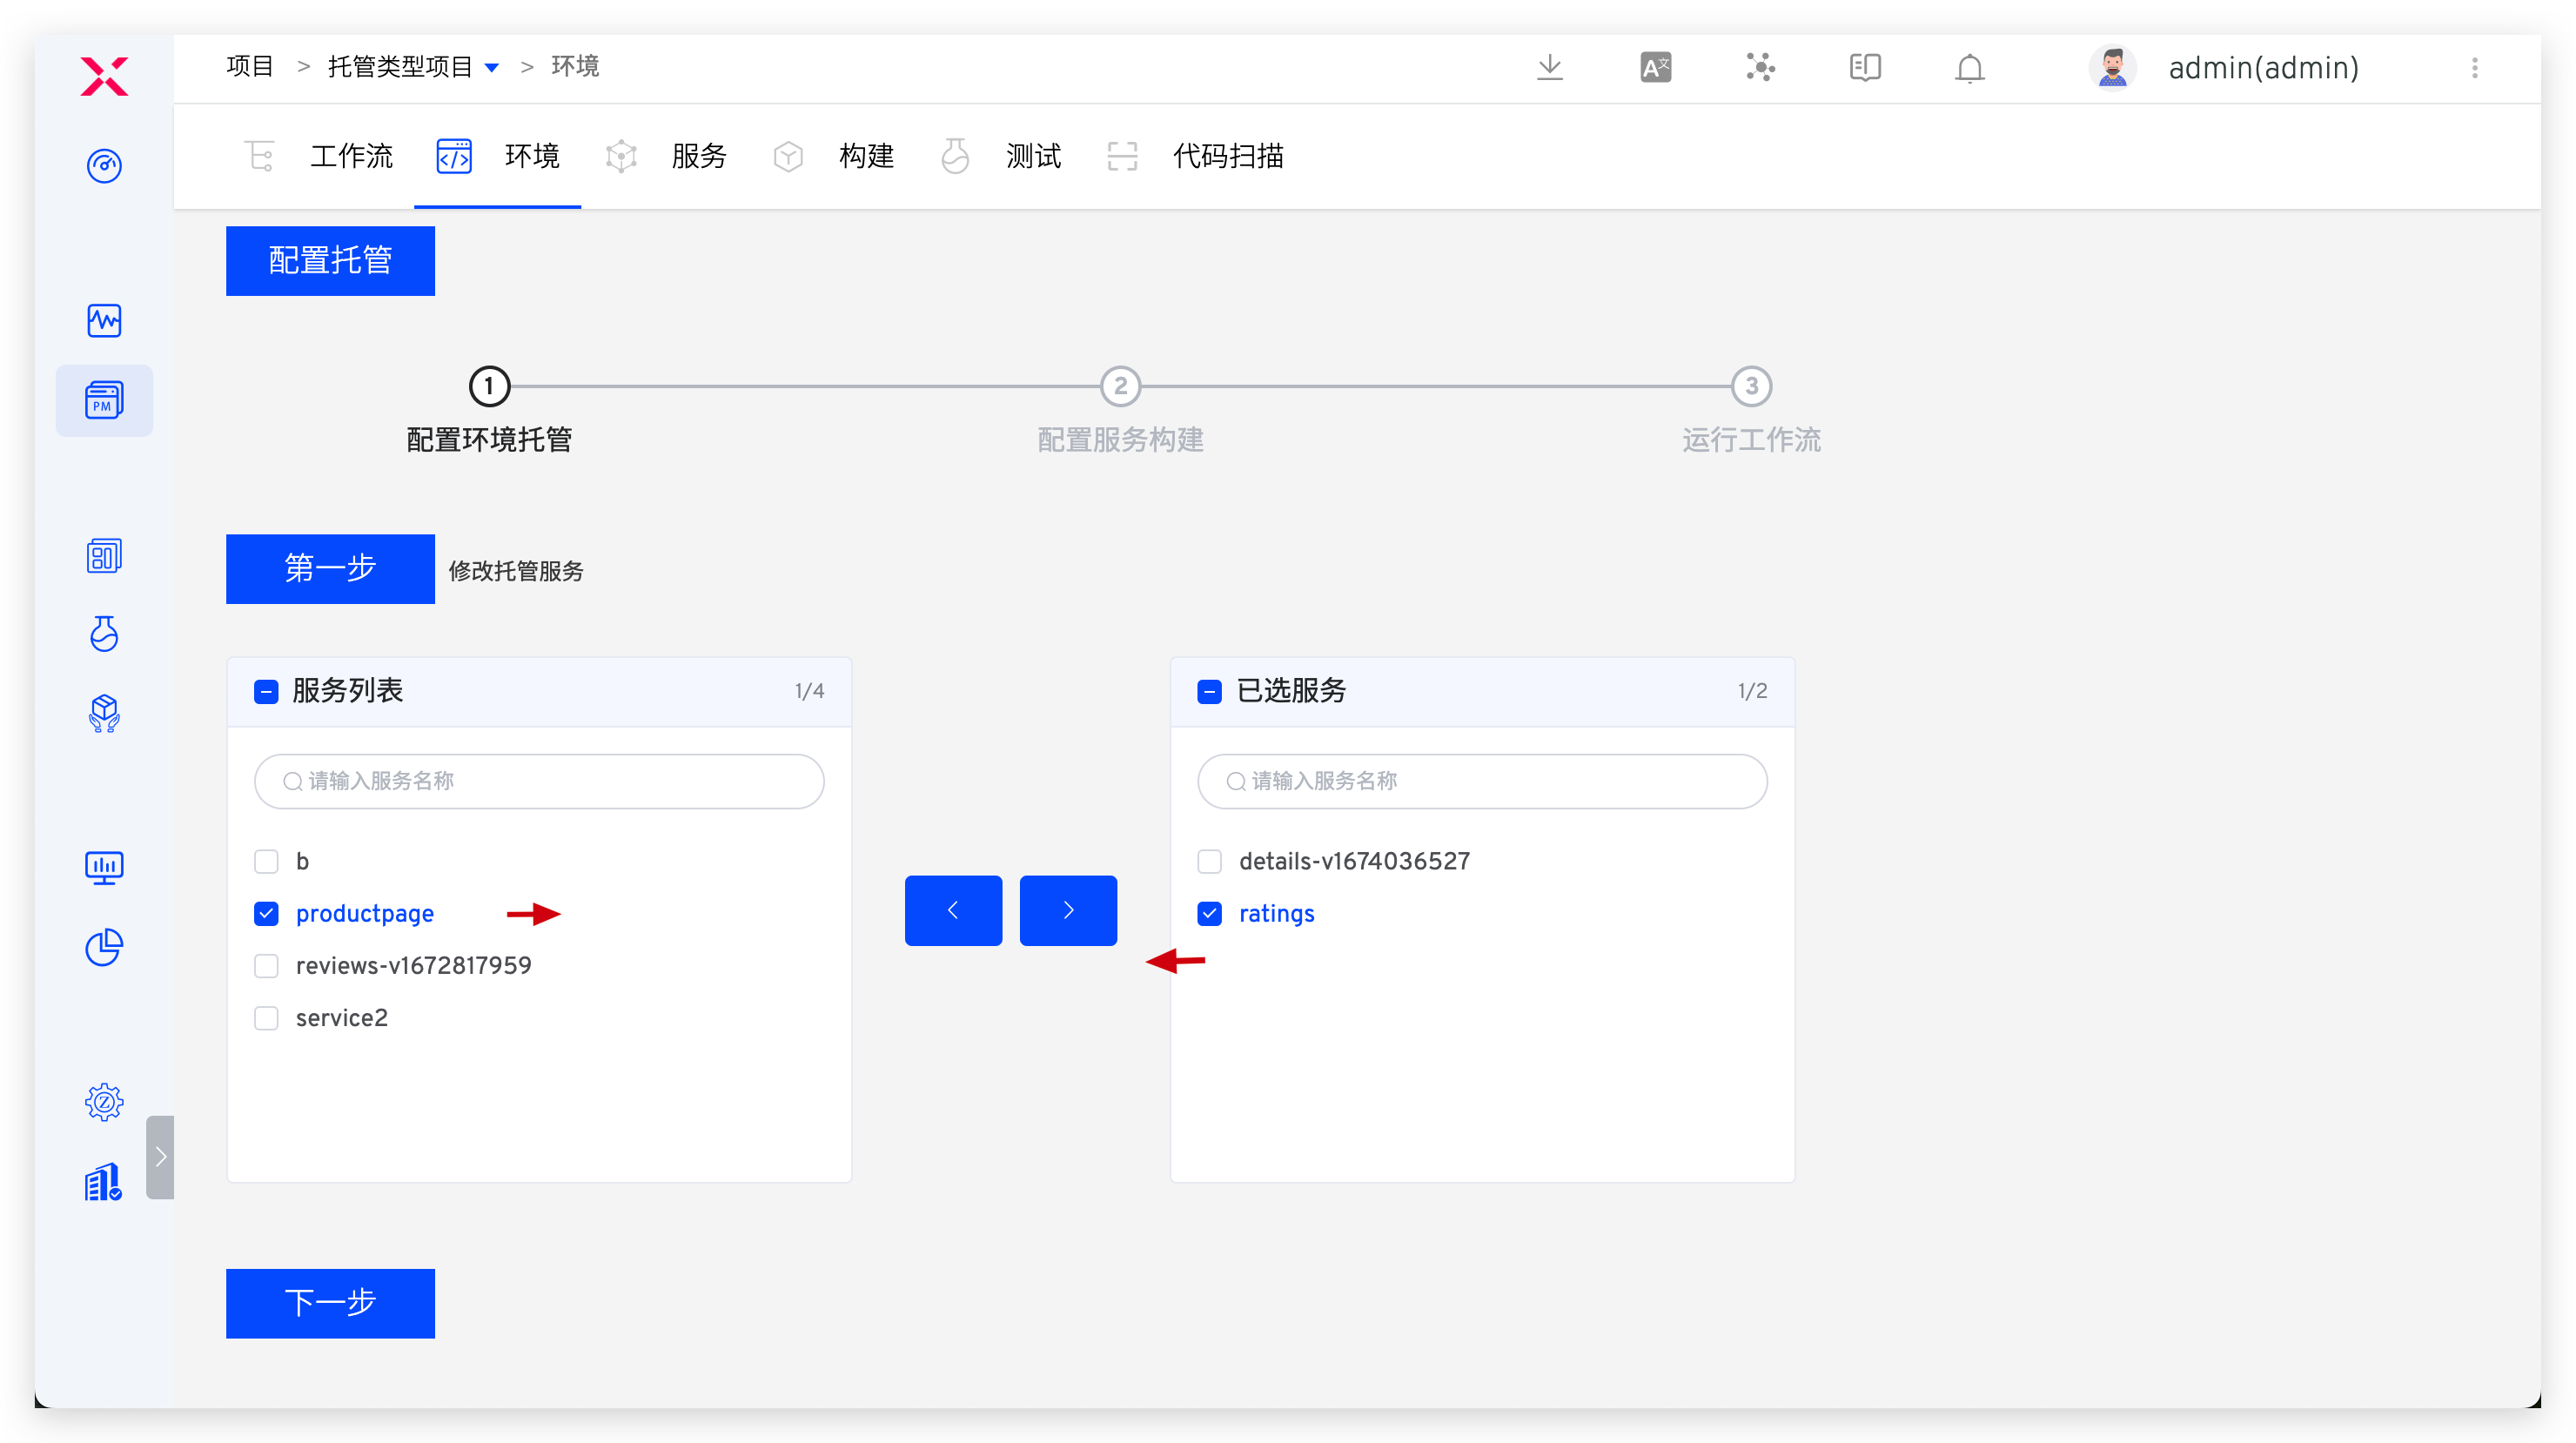 项目 > 托管类型项目 > 环境
admin(admin)
工作流 环境 服务 构建 测试 代码扫描
配置托管
1 2 3
配置环境托管 配置服务构建 运行工作流
PM
第一步 修改托管服务
服务列表 1/4
请输入服务名称
b
productpage
reviews-v1672817959
service2
已选服务 1/2
请输入服务名称
details-v1674036527
ratings
下一步